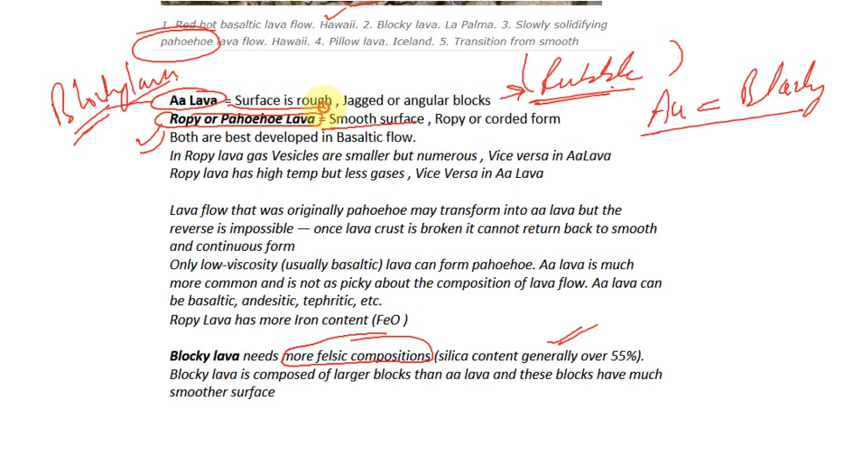 1. Red hot basaltic lava flow. Hawaii. 2. Blocky lava. La Palma. 3. Slowly solidifying
pahoehoe lava flow. Hawaii. 4. Pillow lava. Iceland. 5. Transition from smooth
Blocky lava
(Rubble)
Aa = Blocky
Aa Lava = Surface is rough , Jagged or angular blocks
Ropy or Pahoehoe Lava = Smooth surface , Ropy or corded form
Both are best developed in Basaltic flow.
In Ropy lava gas Vesicles are smaller but numerous , Vice versa in AaLava
Ropy lava has high temp but less gases , Vice Versa in Aa Lava
Lava flow that was originally pahoehoe may transform into aa lava but the
reverse is impossible — once lava crust is broken it cannot return back to smooth
and continuous form
Only low-viscosity (usually basaltic) lava can form pahoehoe. Aa lava is much
more common and is not as picky about the composition of lava flow. Aa lava can
be basaltic, andesitic, tephritic, etc.
Ropy Lava has more Iron content (FeO )
Blocky lava needs more felsic compositions (silica content generally over 55%).
Blocky lava is composed of larger blocks than aa lava and these blocks have much
smoother surface